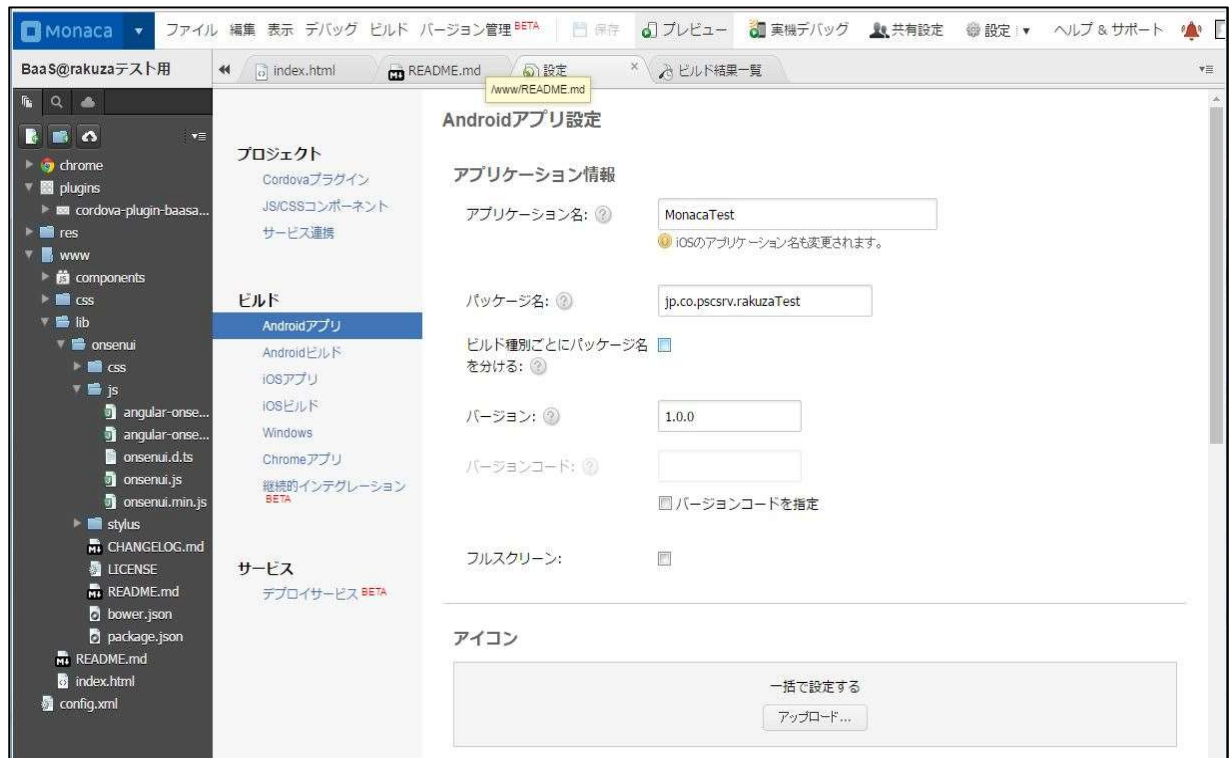 Monaca ▼ ファイル 編集 表示 デバッグ ビルド バージョン管理 BETA 保存 プレビュー 実機デバッグ 共有設定 設定 ▼ ヘルプ & サポート
BaaS@rakuzaテスト用
index.html README.md 設定 × ビルド結果一覧
/www/README.md
chrome
plugins
cordova-plugin-baasa...
res
www
components
css
lib
onsenui
css
js
angular-onse...
angular-onse...
onsenui.d.ts
onsenui.js
onsenui.min.js
stylus
CHANGELOG.md
LICENSE
README.md
bower.json
package.json
README.md
index.html
config.xml
プロジェクト
Cordovaプラグイン
JS/CSSコンポーネント
サービス連携
ビルド
Androidアプリ
Androidビルド
iOSアプリ
iOSビルド
Windows
Chromeアプリ
継続的インテグレーション
BETA
サービス
デプロイサービス BETA
Androidアプリ設定
アプリケーション情報
アプリケーション名: ? MonacaTest
iOSのアプリケーション名も変更されます。
パッケージ名: ? jp.co.pscsrv.rakuzaTest
ビルド種別ごとにパッケージ名
を分ける: ?
バージョン: ? 1.0.0
バージョンコード: ?
バージョンコードを指定
フルスクリーン:
アイコン
一括で設定する
アップロード...